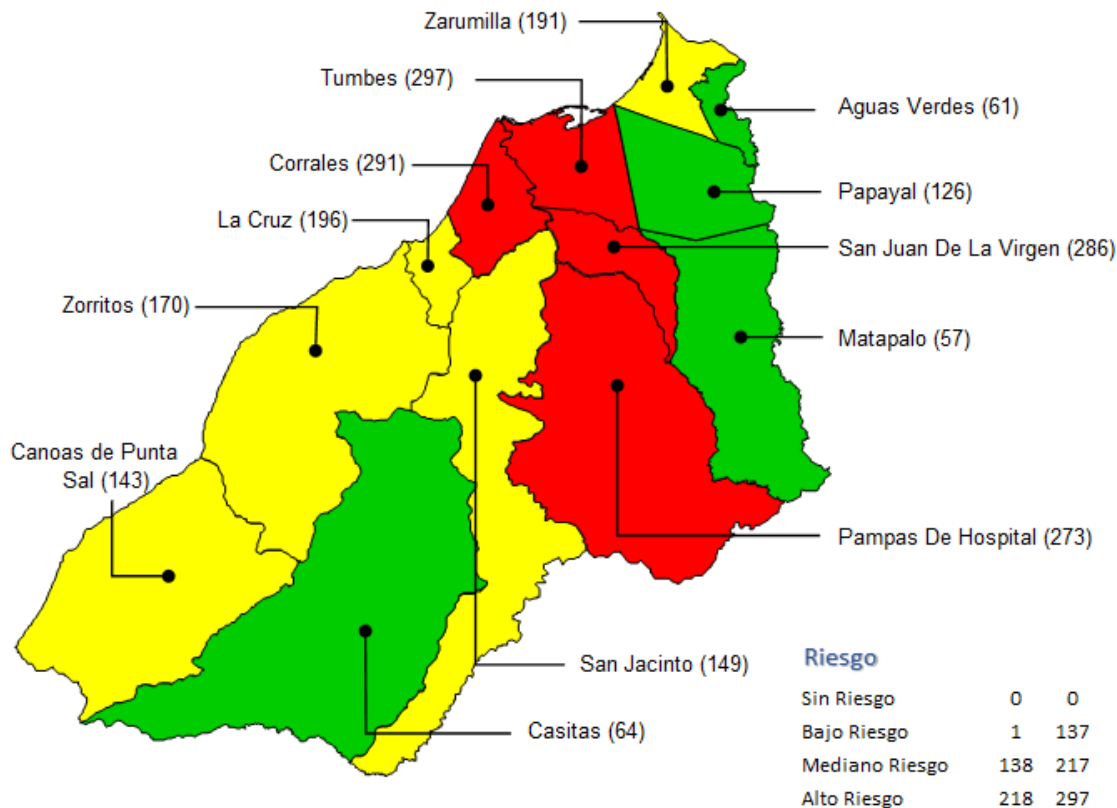 Zarumilla (191)
Tumbes (297)
Aguas Verdes (61)
Corrales (291)
Papayal (126)
La Cruz (196)
San Juan De La Virgen (286)
Zorritos (170)
Matapalo (57)
Canoas de Punta
Sal (143)
Pampas De Hospital (273)
San Jacinto (149)
Casitas (64)
Riesgo
Sin Riesgo 0 0
Bajo Riesgo 1 137
Mediano Riesgo 138 217
Alto Riesgo 218 297